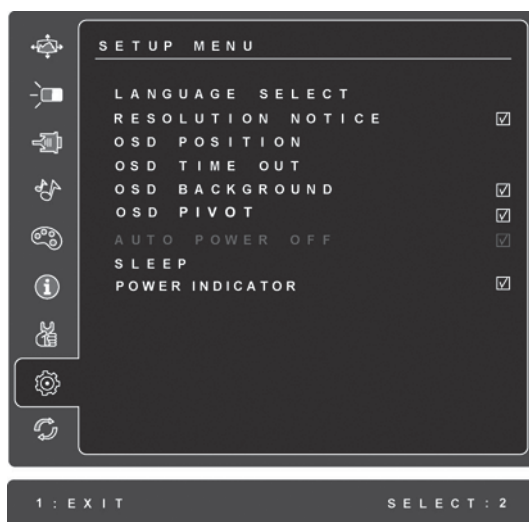 SETUP MENU
LANGUAGE SELECT
RESOLUTION NOTICE
OSD POSITION
OSD TIME OUT
OSD BACKGROUND
OSD PIVOT
AUTO POWER OFF
SLEEP
POWER INDICATOR
1:EXIT SELECT:2